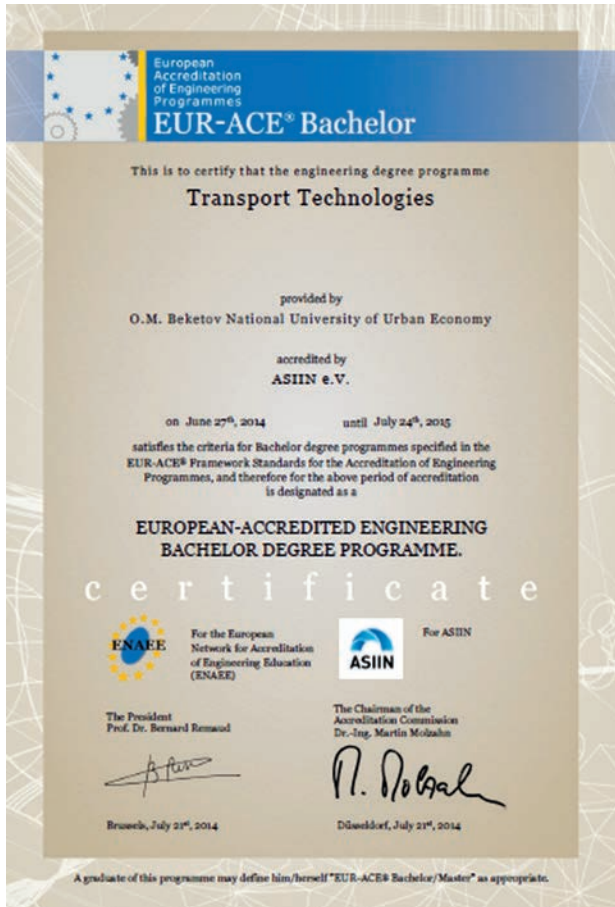 European
Accreditation
of Engineering
Programmes
EUR-ACE® Bachelor
This is to certify that the engineering degree programme
Transport Technologies
provided by
O.M. Beketov National University of Urban Economy
accredited by
ASIIN e.V.
on June 27th, 2014 until July 24th, 2015
satisfies the criteria for Bachelor degree programmes specified in the
EUR-ACE® Framework Standards for the Accreditation of Engineering
Programmes, and therefore for the above period of accreditation
is designated as a
EUROPEAN-ACCREDITED ENGINEERING
BACHELOR DEGREE PROGRAMME.
certificate
ENAEE
For the European
Network for Accreditation
of Engineering Education
(ENAEE)
ASIIN
For ASIIN
The President
Prof. Dr. Bernard Remaud
The Chairman of the
Accreditation Commission
Dr.-Ing. Martin Molzahn
M. Molzahn
Brussels, July 21st, 2014
Düsseldorf, July 21st, 2014
A graduate of this programme may define him/herself "EUR-ACE® Bachelor/Master" as appropriate.